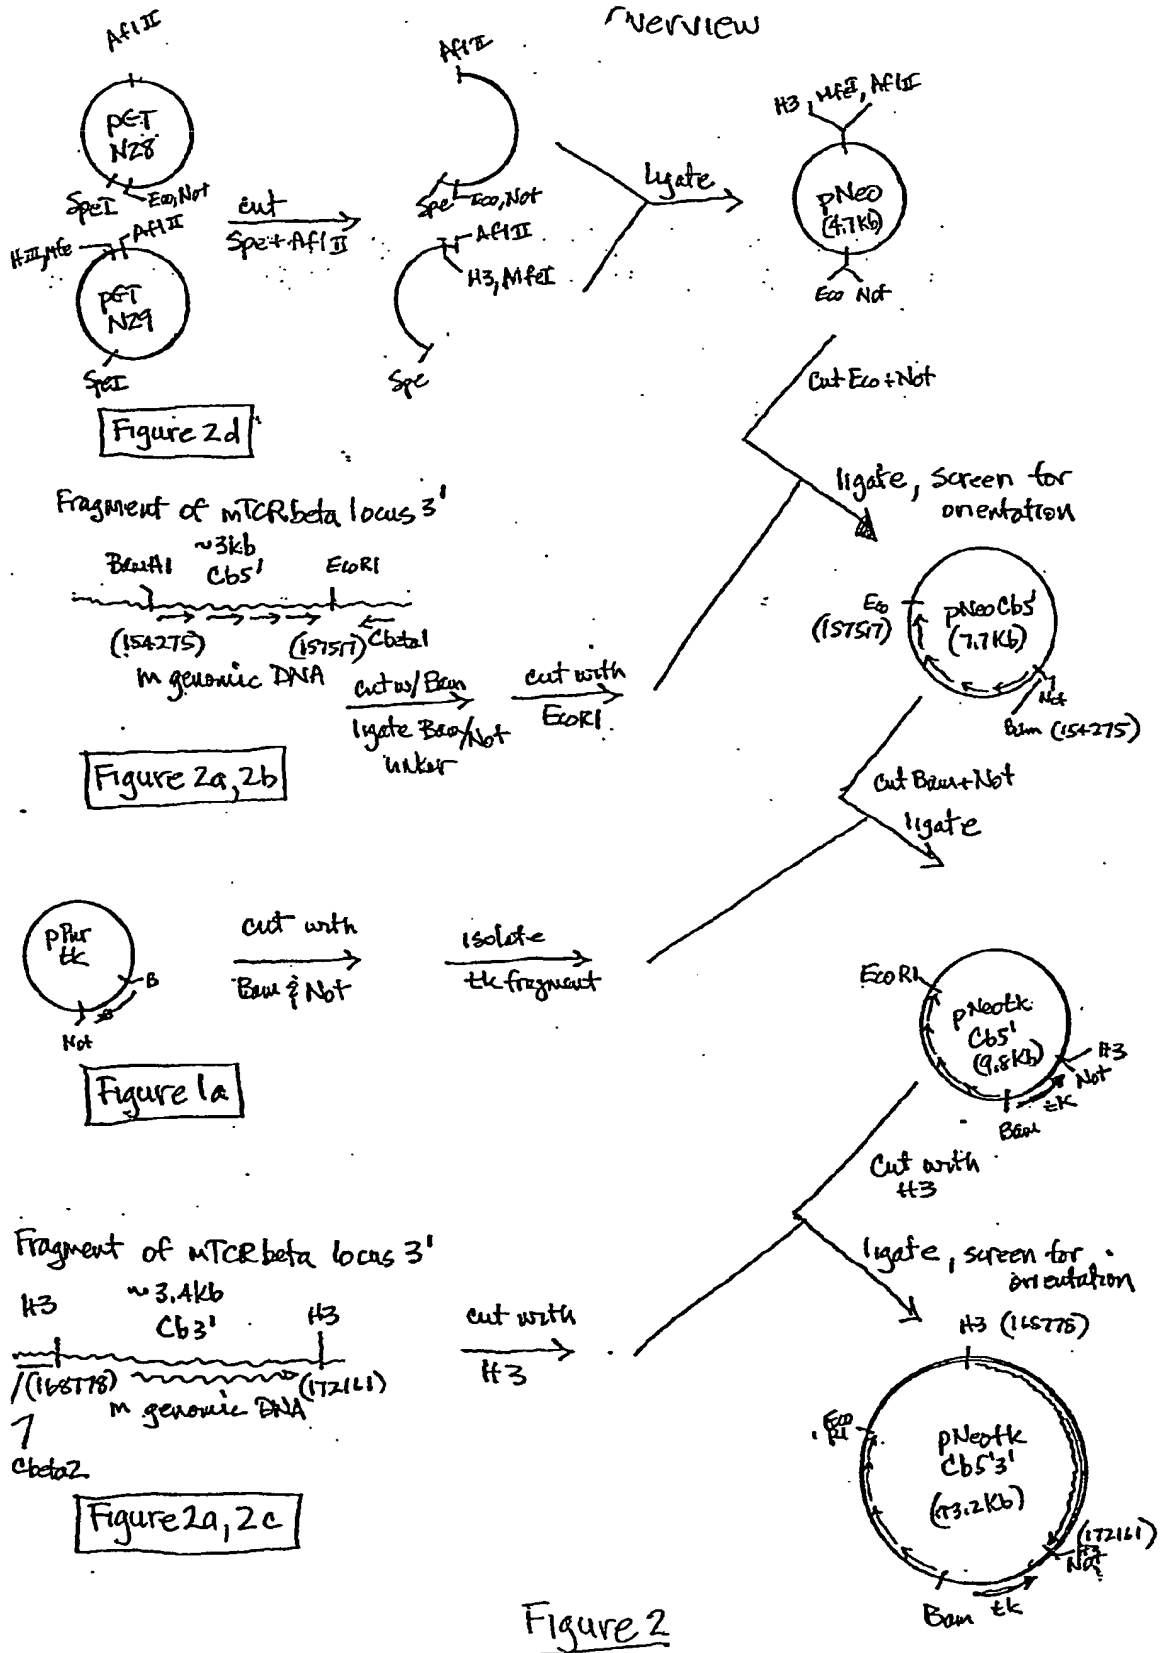 Overview
AflII
pET
N28
SpeI
Eco, Not
HIII, Mfe
AflII
pET
N29
SpeI
cut
Spe+AflII
AflII
Spe
Eco, Not
AflII
H3, MfeI
Spe
ligate
H3, MfeI, AflII
pNeo
(4.7Kb)
Eco Not
Figure 2d
cut Eco+Not
ligate, screen for
orientation
Fragment of mTCRbeta locus 3'
~3kb
BamH1
Cb5'
EcoR1
(154275)
(157517)
Cbeta1
m genomic DNA
cut w/Bam
ligate Bam/Not
linker
cut with
EcoR1
Eco
(157517)
pNeoCb5'
(7.7Kb)
Not
Bam (154275)
Figure 2a, 2b
cut Bam+Not
ligate
pPur
tk
B
Not
cut with
Bam & Not
isolate
tk fragment
EcoR1
pNeotk
Cb5'
(9.8Kb)
H3
Not
tk
Bam
Figure 1a
Cut with
H3
ligate, screen for
orientation
Fragment of mTCRbeta locus 3'
H3
~3.4kb
Cb3'
H3
(168778)
(172161)
m genomic DNA
Cbeta2
cut with
H3
H3 (168778)
Eco
R1
pNeotk
Cb5'3'
(13.2Kb)
(172161)
H3
Not
Bam
tk
Figure 2a, 2c
Figure 2